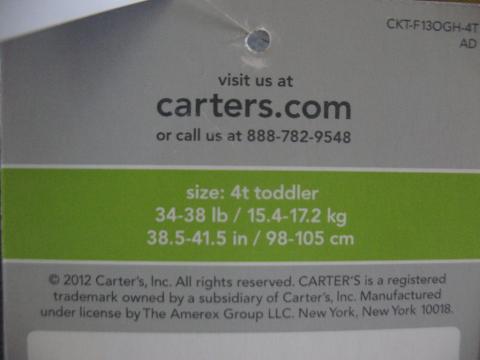 CKT-F13OGH-4T
AD
visit us at
carters.com
or call us at 888-782-9548
size: 4t toddler
34-38 lb / 15.4-17.2 kg
38.5-41.5 in / 98-105 cm
© 2012 Carter's, Inc. All rights reserved. CARTER'S is a registered
trademark owned by a subsidiary of Carter's, Inc. Manufactured
under license by The Amerex Group LLC. New York, New York 10018.